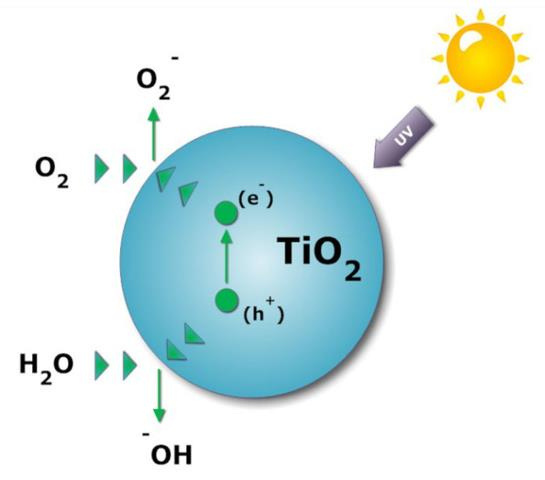 O₂⁻
UV
O₂
(e⁻)
TiO₂
(h⁺)
H₂O
⁻OH